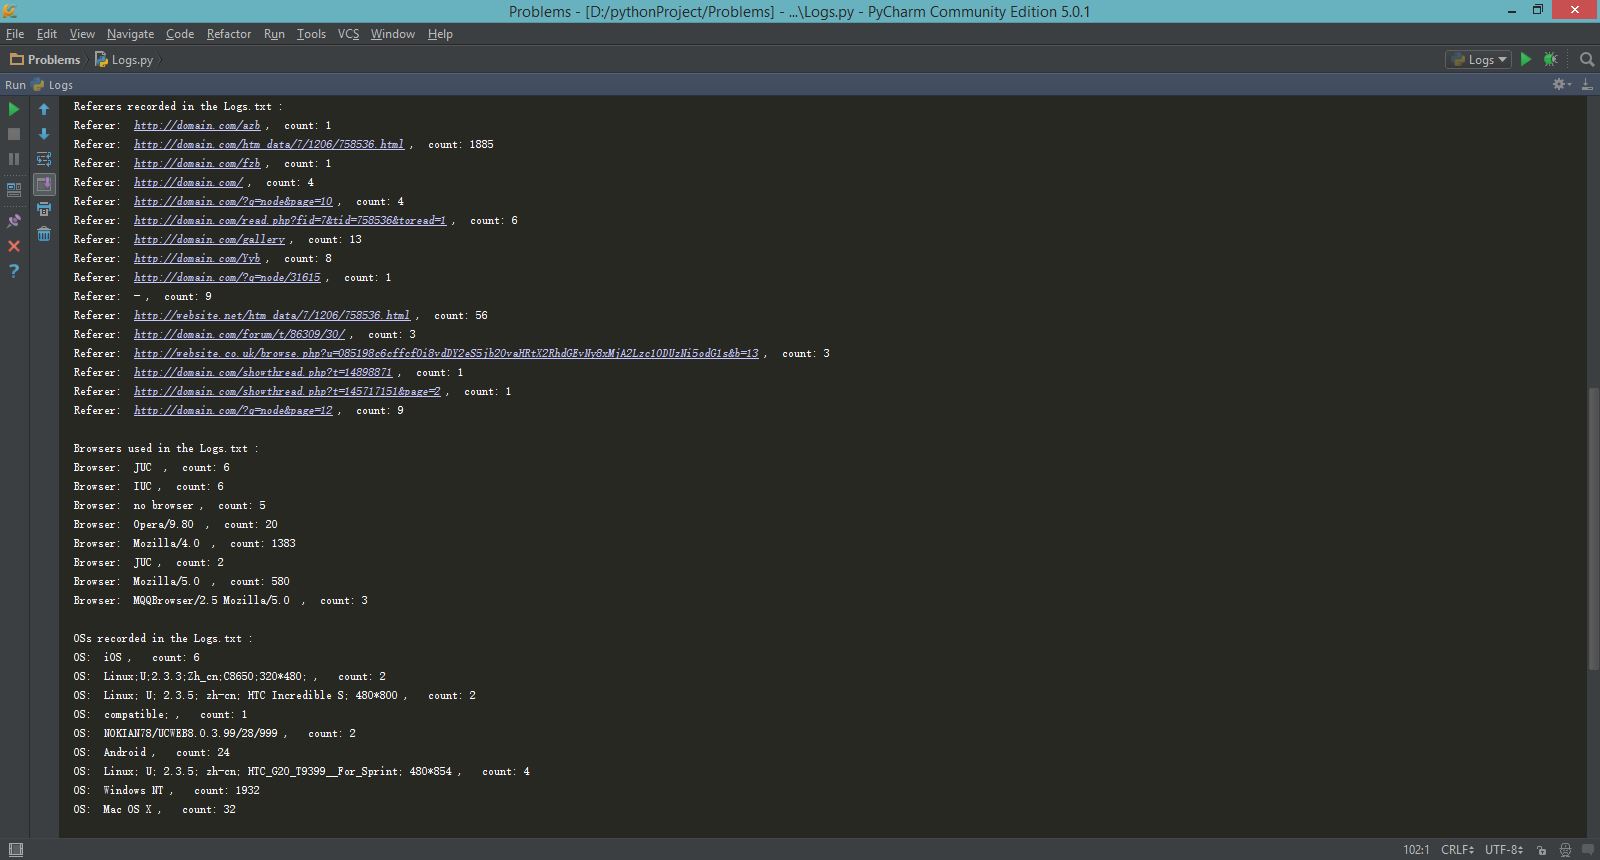 Problems - [D:/pythonProject/Problems] - ...\Logs.py - PyCharm Community Edition 5.0.1
File Edit View Navigate Code Refactor Run Tools VCS Window Help
Problems Logs.py Logs
Run Logs
Referers recorded in the Logs.txt :
Referer: http://domain.com/azb , count: 1
Referer: http://domain.com/htm_data/7/1206/758536.html , count: 1885
Referer: http://domain.com/fzb , count: 1
Referer: http://domain.com/ , count: 4
Referer: http://domain.com/?q=node&page=10 , count: 4
Referer: http://domain.com/read.php?fid=7&tid=758536&toread=1 , count: 6
Referer: http://domain.com/gallery , count: 13
Referer: http://domain.com/Yyb , count: 8
Referer: http://domain.com/?q=node/31615 , count: 1
Referer: - , count: 9
Referer: http://website.net/htm_data/7/1206/758536.html , count: 56
Referer: http://domain.com/forum/t/86309/30/ , count: 3
Referer: , count: 3
Referer: http://domain.com/showthread.php?t=14898871 , count: 1
Referer: http://domain.com/showthread.php?t=145717151&page=2 , count: 1
Referer: http://domain.com/?q=node&page=12 , count: 9
Browsers used in the Logs.txt :
Browser: JUC , count: 6
Browser: IUC , count: 6
Browser: no browser , count: 5
Browser: Opera/9.80 , count: 20
Browser: Mozilla/4.0 , count: 1383
Browser: JUC , count: 2
Browser: Mozilla/5.0 , count: 580
Browser: MQQBrowser/2.5 Mozilla/5.0 , count: 3
OSs recorded in the Logs.txt :
OS: iOS , count: 6
OS: Linux;U;2.3.3;Zh_cn;C8650;320*480; , count: 2
OS: Linux; U; 2.3.5; zh-cn; HTC Incredible S; 480*800 , count: 2
OS: compatible; , count: 1
OS: NOKIAN78/UCWEB8.0.3.99/28/999 , count: 2
OS: Android , count: 24
OS: Linux; U; 2.3.5; zh-cn; HTC_G20_T9399__For_Sprint; 480*854 , count: 4
OS: Windows NT , count: 1932
OS: Mac OS X , count: 32
102:1 CRLF UTF-8